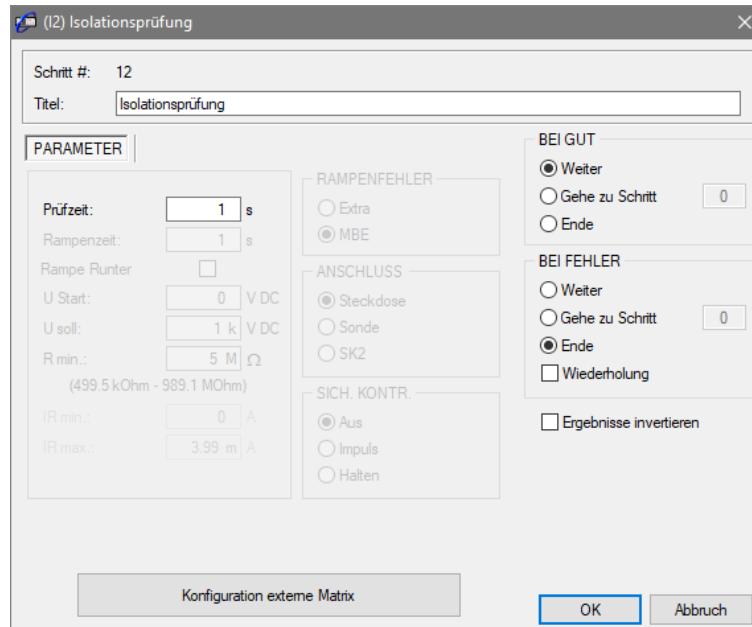 (I2) Isolationsprüfung
Schritt #: 12
Titel: Isolationsprüfung
PARAMETER
Prüfzeit: 1 s
Rampenzeit: 1 s
Rampe Runter
U Start: 0 V DC
U soll: 1 k V DC
R min.: 5 M Ω
(499.5 kOhm - 989.1 MOhm)
IR min.: 0 A
IR max.: 3.99 m A
RAMPENFEHLER
Extra
MBE
ANSCHLUSS
Steckdose
Sonde
SK2
SICH. KONTR.
Aus
Impuls
Halten
BEI GUT
Weiter
Gehe zu Schritt 0
Ende
BEI FEHLER
Weiter
Gehe zu Schritt 0
Ende
Wiederholung
Ergebnisse invertieren
Konfiguration externe Matrix
OK Abbruch